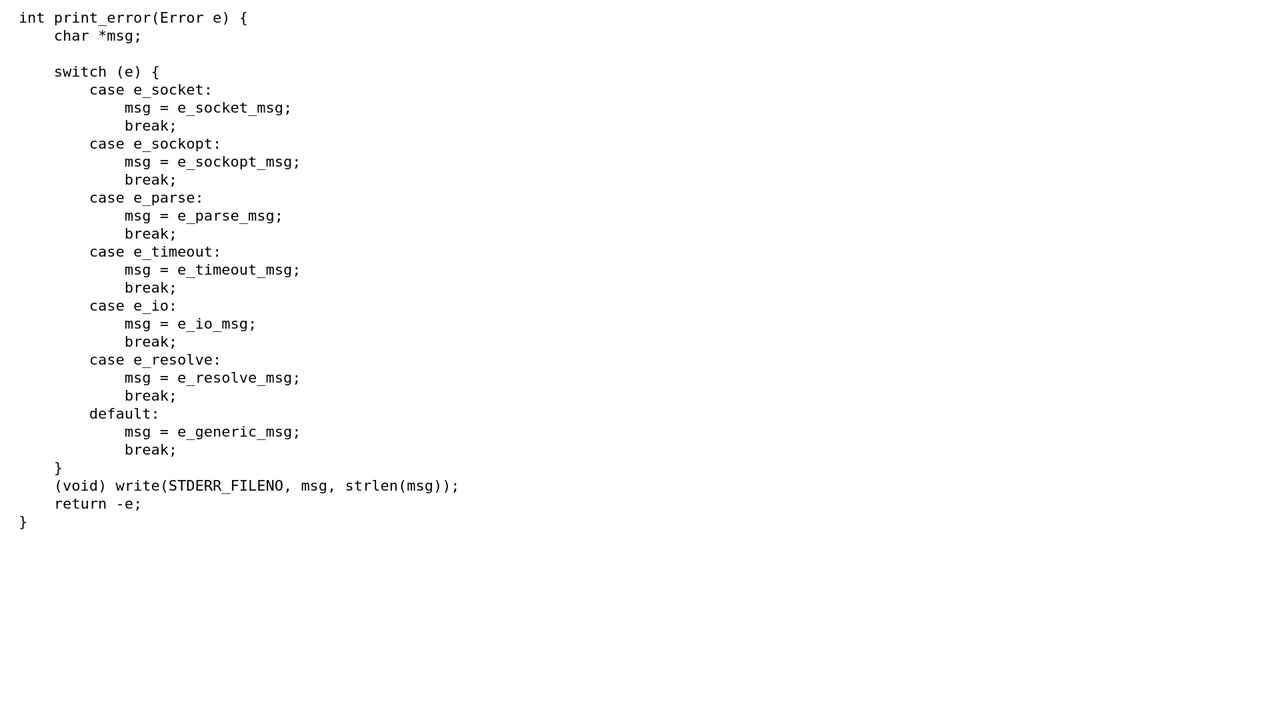 int print_error(Error e) {
    char *msg;

    switch (e) {
        case e_socket:
            msg = e_socket_msg;
            break;
        case e_sockopt:
            msg = e_sockopt_msg;
            break;
        case e_parse:
            msg = e_parse_msg;
            break;
        case e_timeout:
            msg = e_timeout_msg;
            break;
        case e_io:
            msg = e_io_msg;
            break;
        case e_resolve:
            msg = e_resolve_msg;
            break;
        default:
            msg = e_generic_msg;
            break;
    }
    (void) write(STDERR_FILENO, msg, strlen(msg));
    return -e;
}